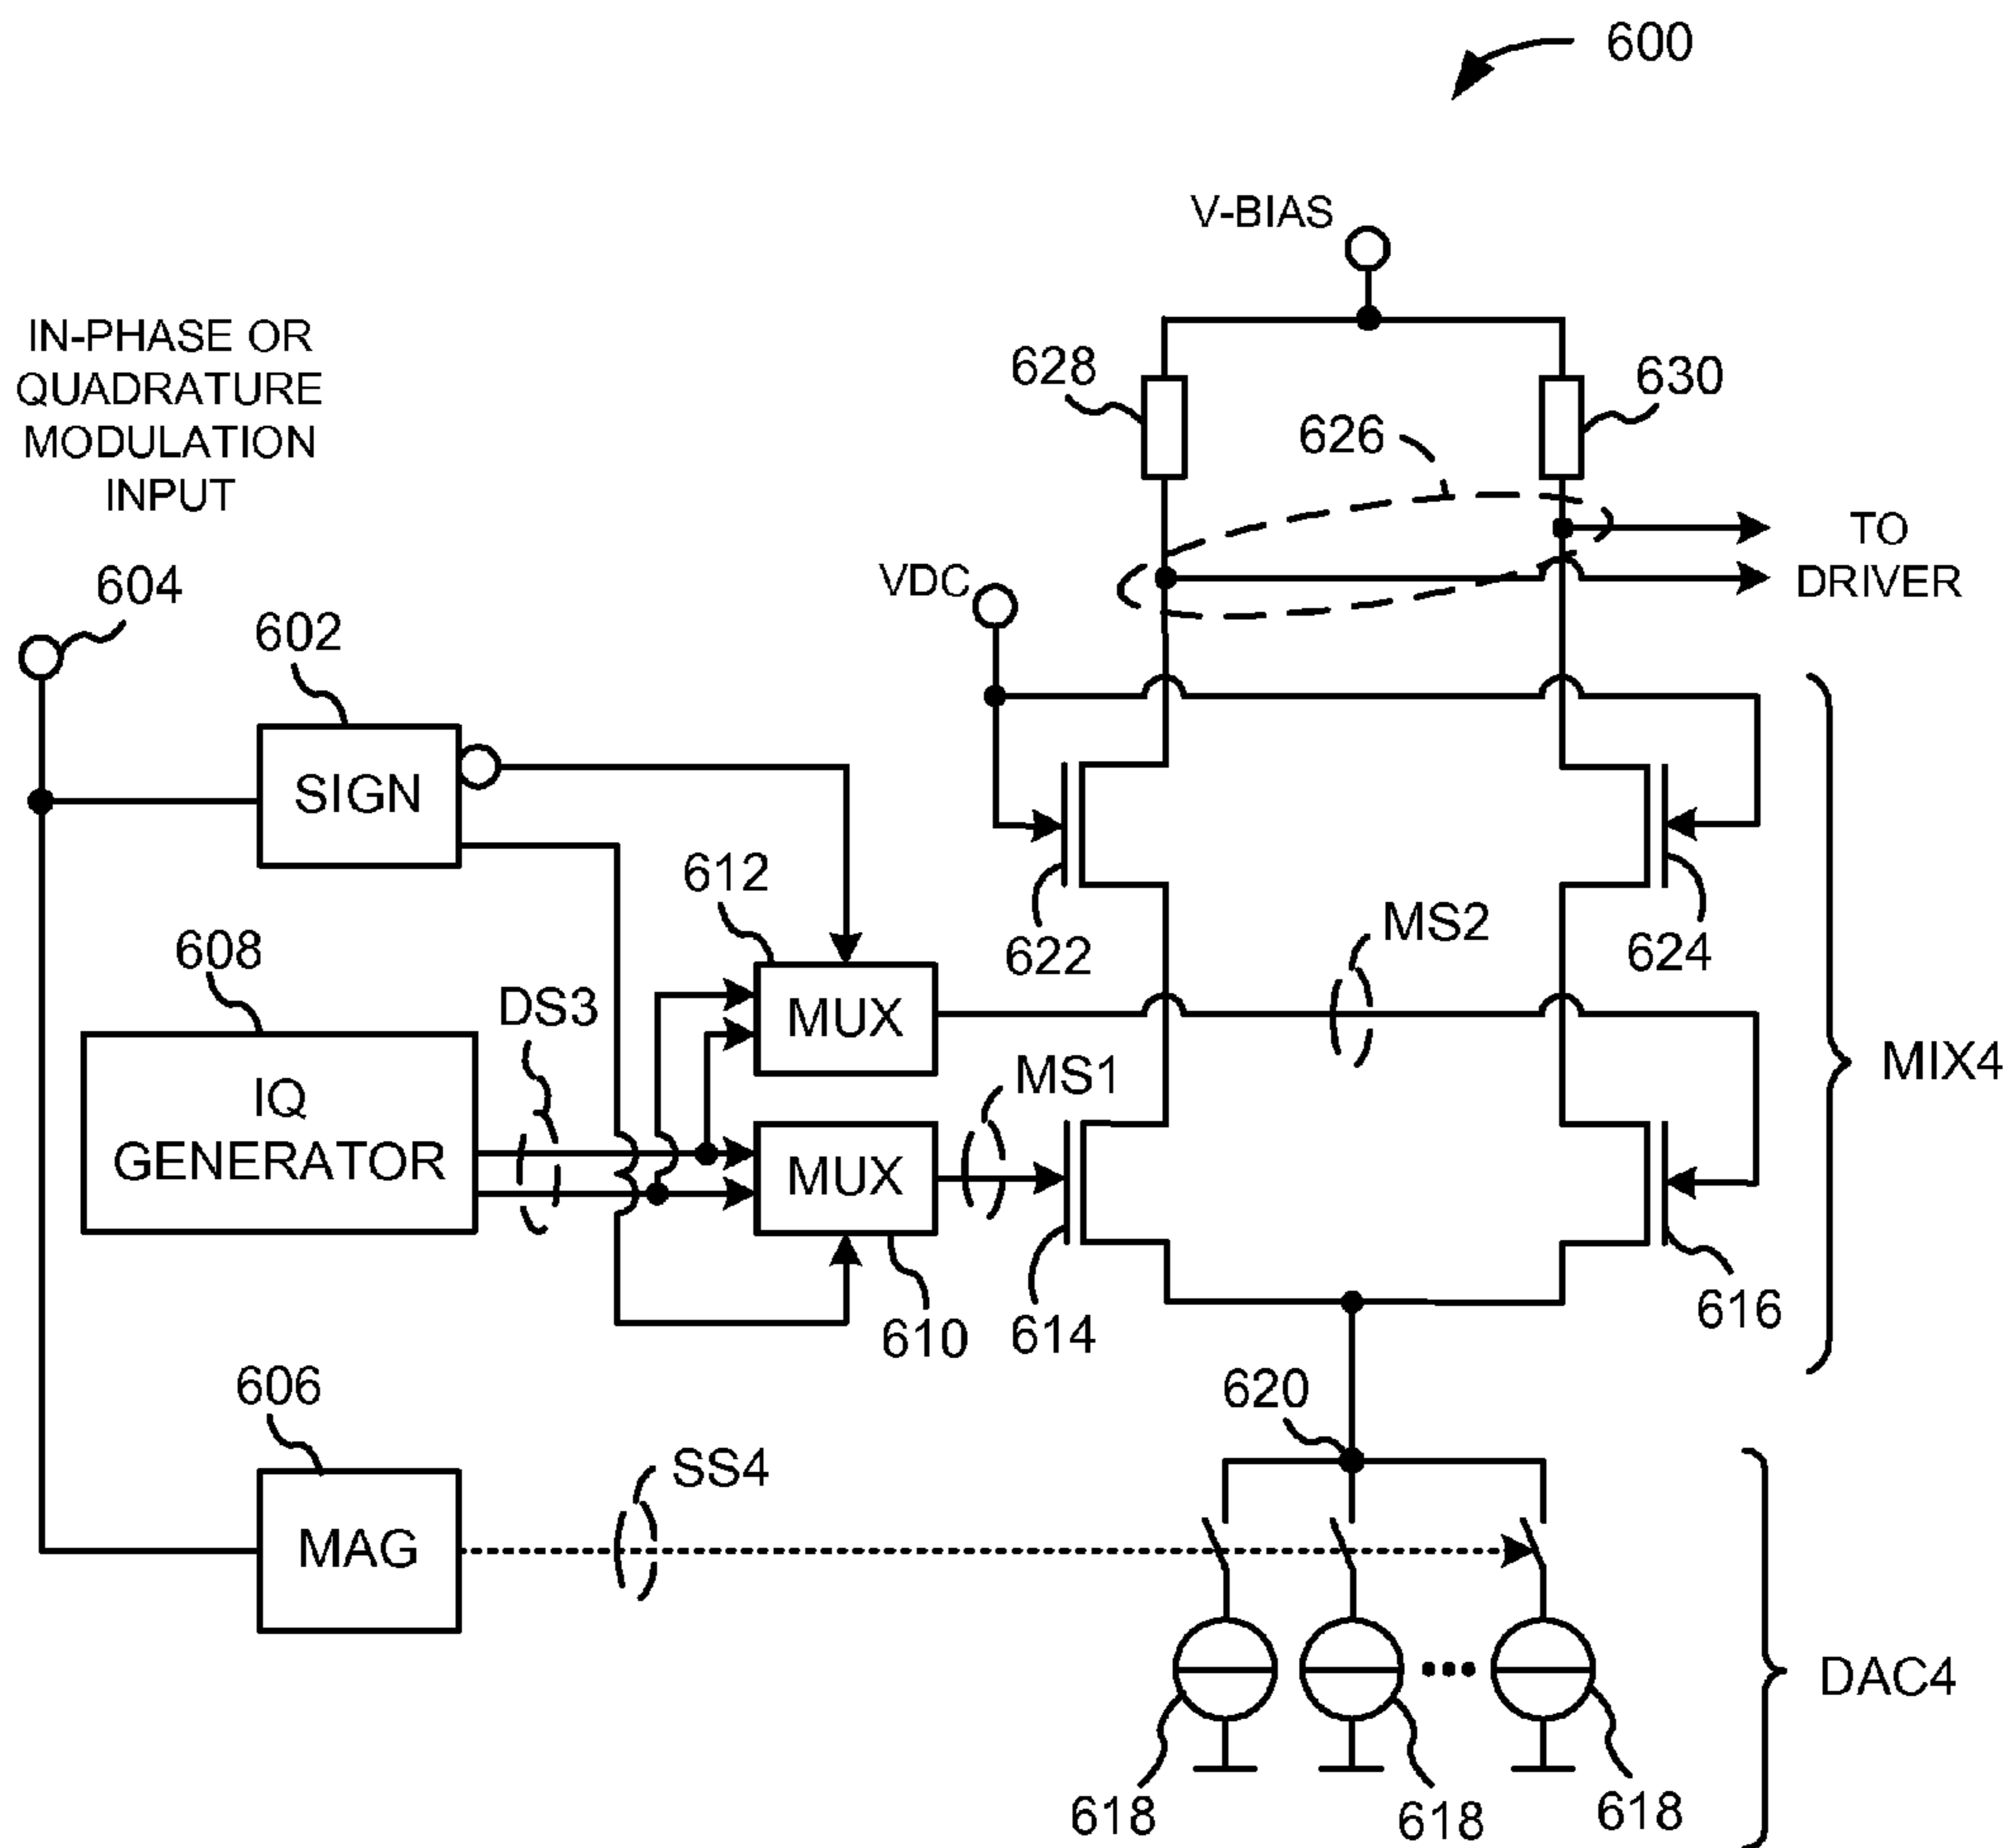 600
V-BIAS
IN-PHASE OR
QUADRATURE
MODULATION
INPUT
628
630
626
TO
DRIVER
VDC
604
602
SIGN
612
622
624
MS2
608
DS3
MUX
MIX4
IQ
GENERATOR
MS1
MUX
610
614
616
606
620
SS4
MAG
DAC4
618
618
618